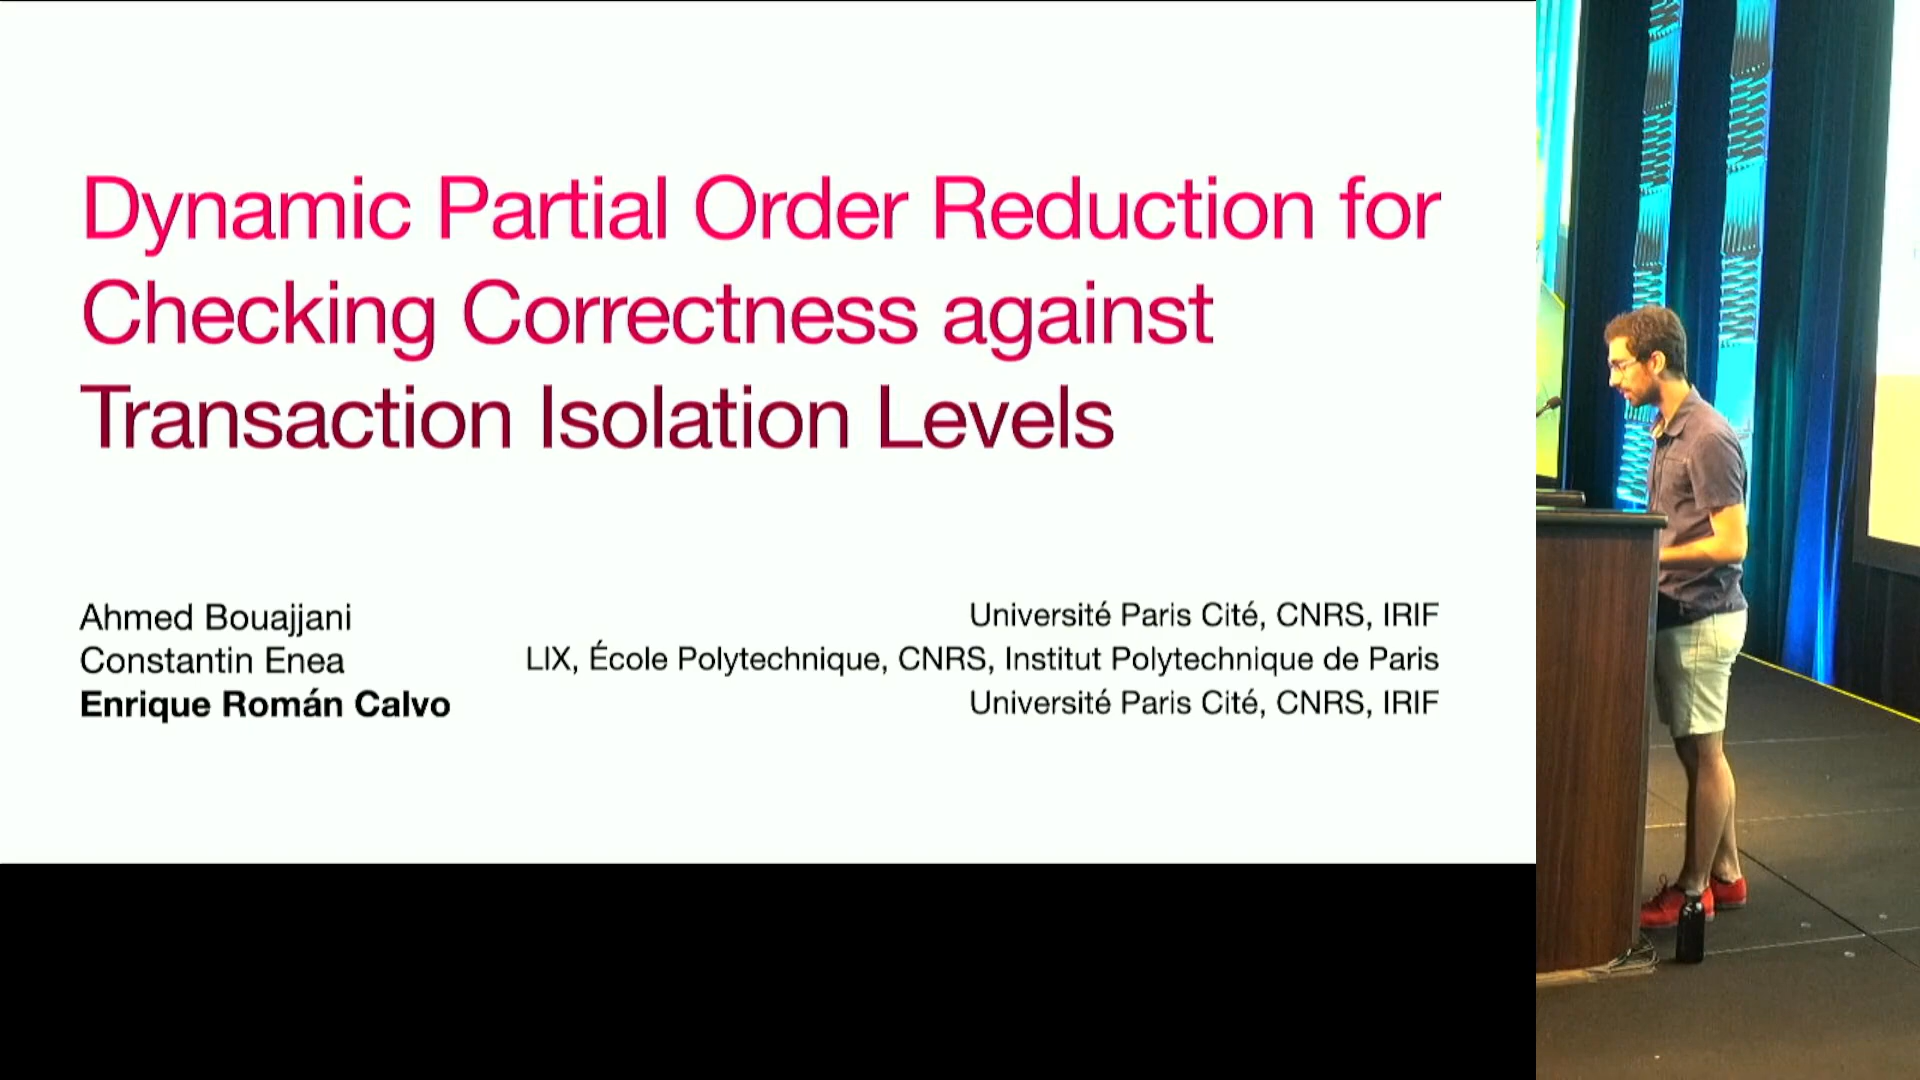 Dynamic Partial Order Reduction for
Checking Correctness against
Transaction Isolation Levels
Ahmed Bouajjani Université Paris Cité, CNRS, IRIF
Constantin Enea LIX, École Polytechnique, CNRS, Institut Polytechnique de Paris
Enrique Román Calvo Université Paris Cité, CNRS, IRIF